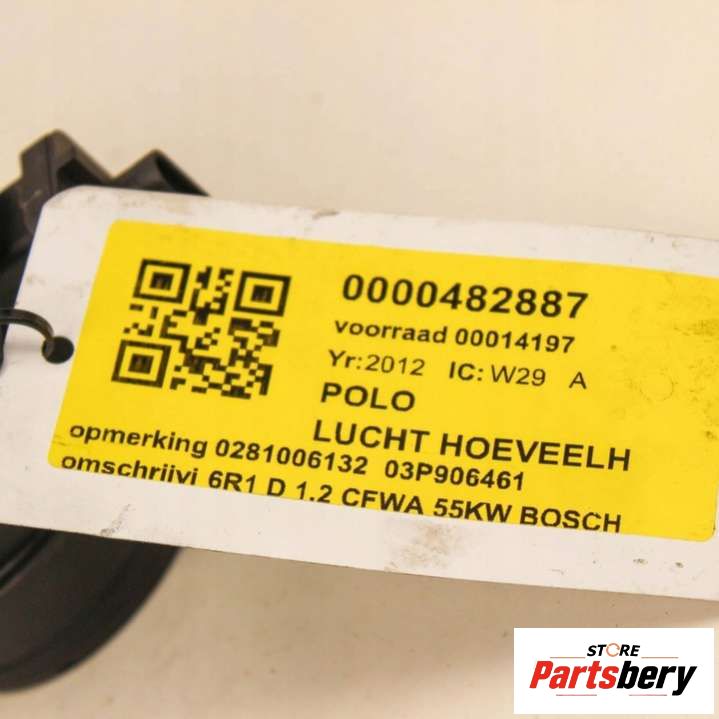 0000482887
voorraad 00014197
Yr:2012 IC: W29 A
POLO
LUCHT HOEVEELH
opmerking 0281006132 03P906461
omschrijvi 6R1 D 1.2 CFWA 55KW BOSCH
STORE
Partsbery